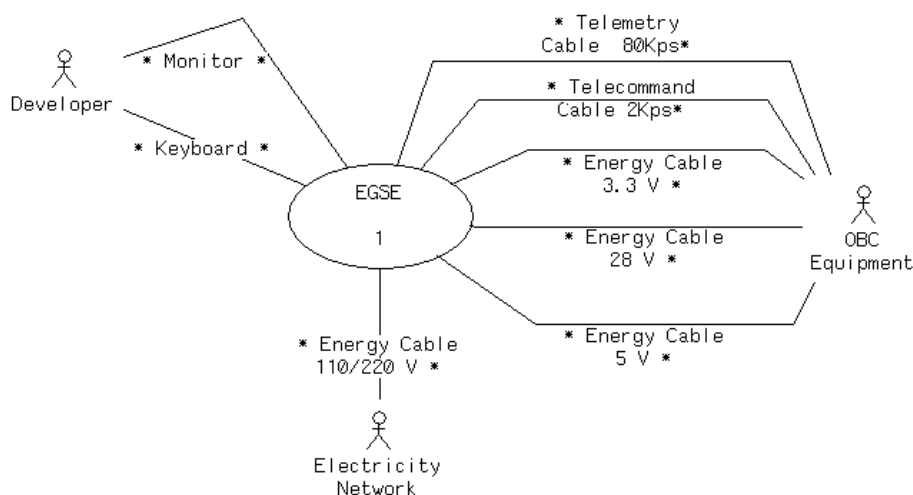 * Telemetry
Cable 80Kps*
* Monitor *
Developer
* Telecommand
Cable 2Kps*
* Keyboard *
* Energy Cable
3.3 V *
EGSE
1
* Energy Cable
28 V *
OBC
Equipment
* Energy Cable
5 V *
* Energy Cable
110/220 V *
Electricity
Network